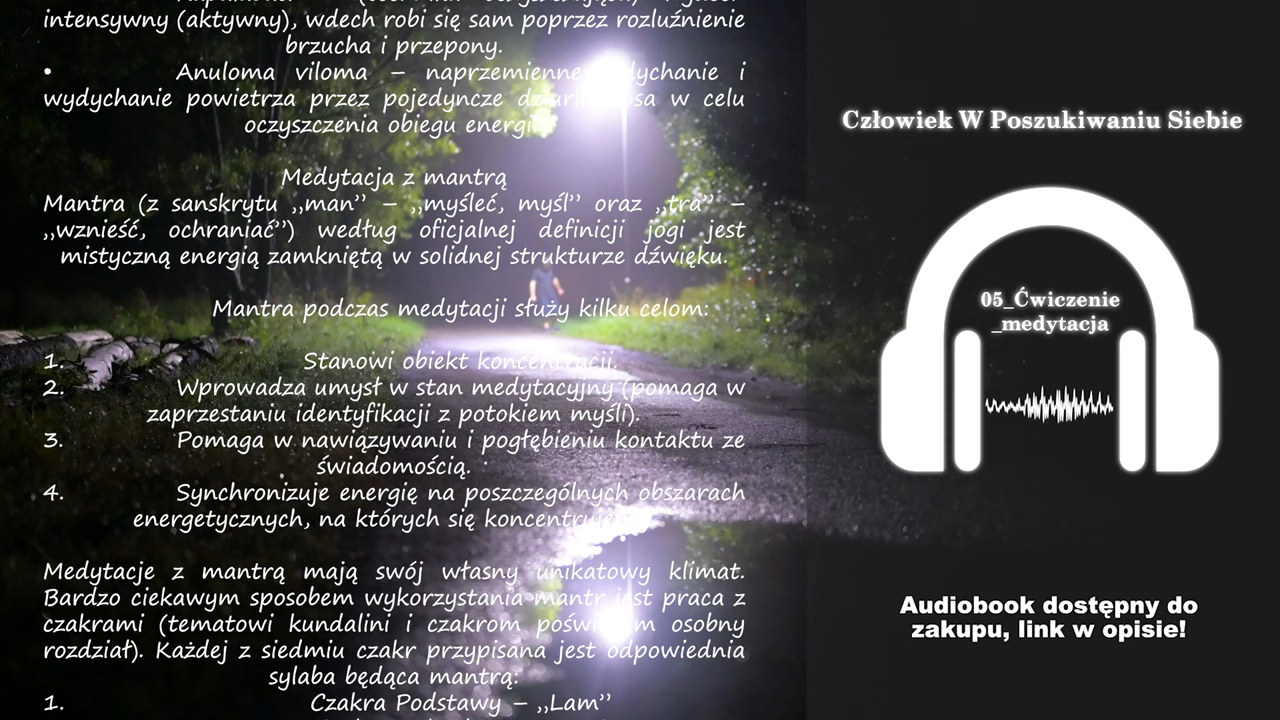 intensywny (aktywny), wdech robi się sam poprzez rozluźnienie
brzucha i przepony.
• Anuloma viloma – naprzemienne i
wydychanie powietrza przez pojedyncze w celu
oczyszczenia obiegu
Medytacja z mantrą
Mantra (z sanskrytu „man” – „myśleć, myśl” oraz „tra” –
„wznieść, ochraniać”) według oficjalnej definicji jogi jest
mistyczną energią zamkniętą w solidnej strukturze dźwięku.
Mantra podczas medytacji służy kilku celom:
1. Stanowi obiekt koncentracji.
2. Wprowadza umysł w stan medytacyjny (pomaga w
zaprzestaniu identyfikacji z potokiem myśli).
3. Pomaga w nawiązywaniu i pogłębieniu kontaktu ze
świadomością.
4. Synchronizuje energię na poszczególnych obszarach
energetycznych, na których się
Medytacje z mantrą mają swój własny unikatowy klimat.
Bardzo ciekawym sposobem wykorzystania mantr jest praca z
czakrami (tematowi kundalini i czakrom osobny
rozdział). Każdej z siedmiu czakr przypisana jest odpowiednia
sylaba będąca mantrą:
1. Czakra Podstawy – „Lam”
Człowiek W Poszukiwaniu Siebie
05_Ćwiczenie
_medytacja
Audiobook dostępny do
zakupu, link w opisie!